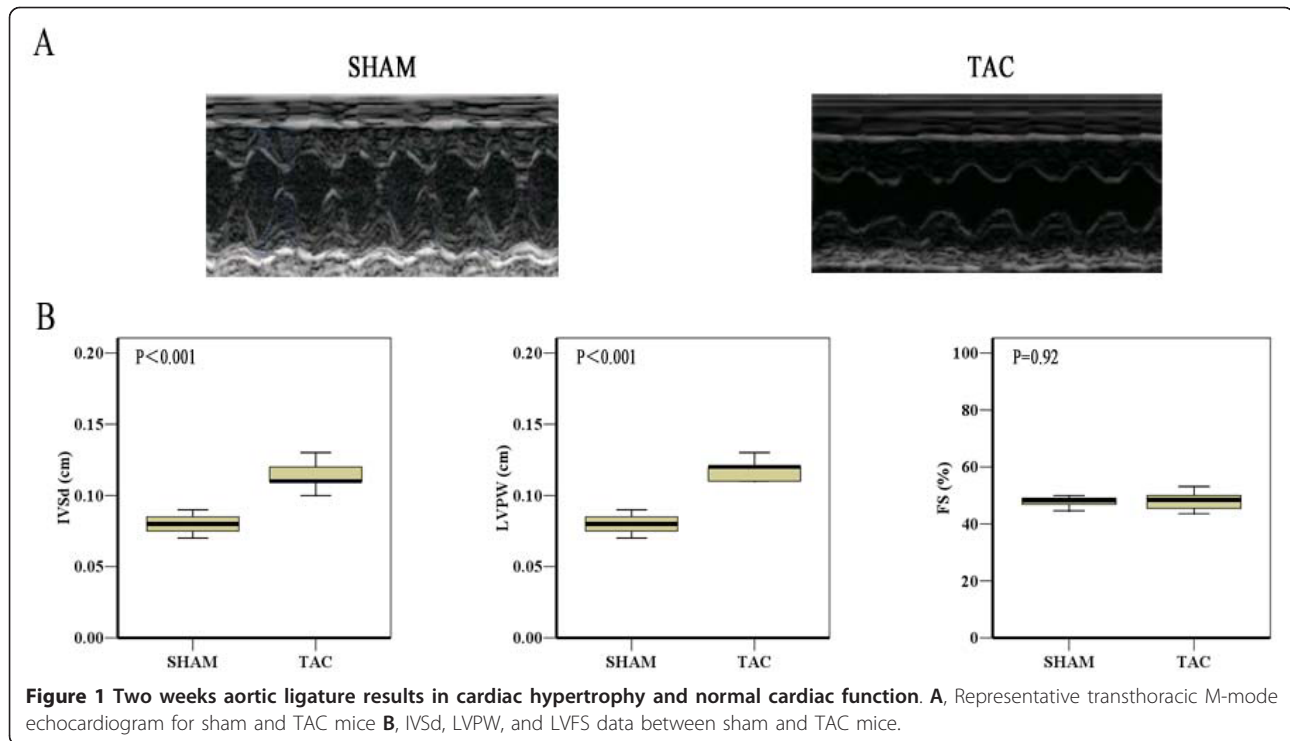 A
SHAM
TAC
B
P<0.001
IVSd (cm)
0.20
0.15
0.10
0.05
0.00
SHAM
TAC
P<0.001
LVPW (cm)
0.20
0.15
0.10
0.05
0.00
SHAM
TAC
P=0.92
FS (%)
100
80
60
40
20
0
SHAM
TAC
Figure 1 Two weeks aortic ligature results in cardiac hypertrophy and normal cardiac function. A, Representative transthoracic M-mode
echocardiogram for sham and TAC mice B, IVSd, LVPW, and LVFS data between sham and TAC mice.